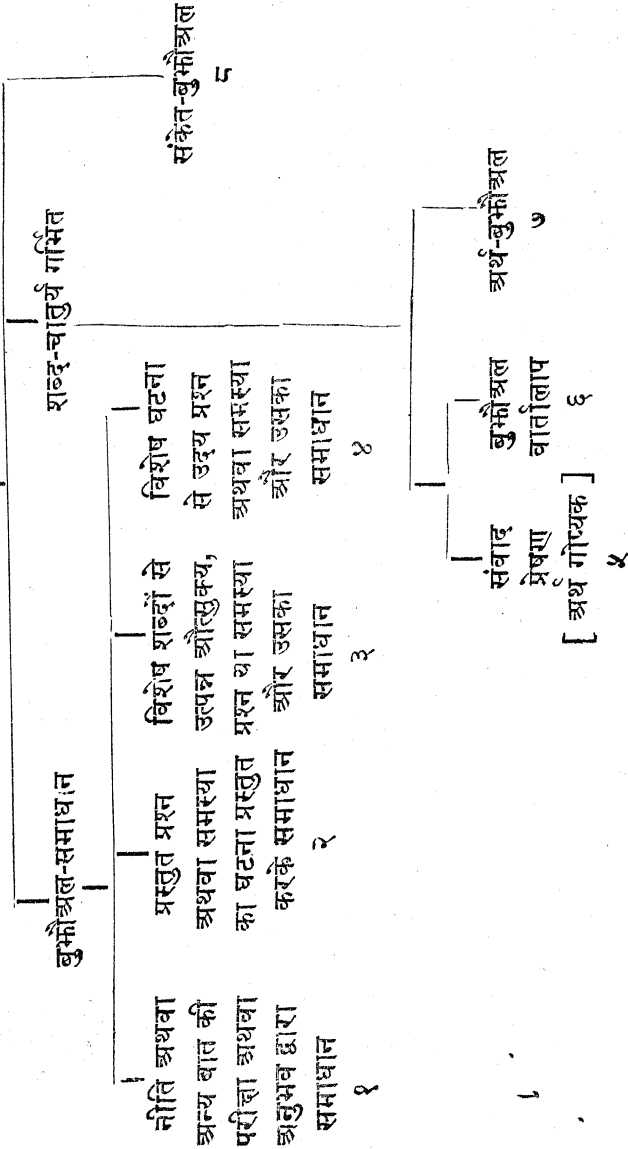 बुझौअल-समाधान
शब्द-चातुर्य गर्भित
संकेत-बुझौअल
८
नीति अथवा
अन्य बात की
परीक्षा अथवा
अनुभव द्वारा
समाधान
१
प्रस्तुत प्रश्न
अथवा समस्या
का घटना प्रस्तुत
करके समाधान
२
विशेष शब्दों से
उत्पन्न औत्सुक्य,
प्रश्न या समस्या
और उसका
समाधान
३
विशेष घटना
से उदय प्रश्न
अथवा समस्या
और उसका
समाधान
४
संवाद
प्रेषण
[ अर्थ गोप्यक ]
५
बुझौअल
वार्तालाप
६
अर्थ-बुझौअल
७